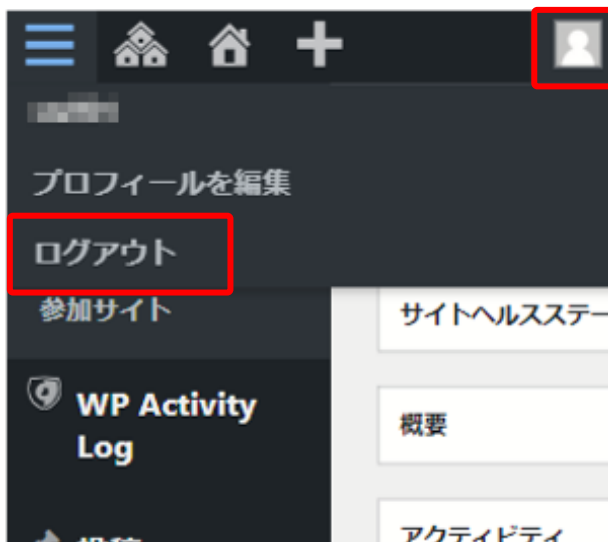 プロフィールを編集
ログアウト
参加サイト
サイトヘルスステー
WP Activity
Log
概要
アクティビティ
投稿